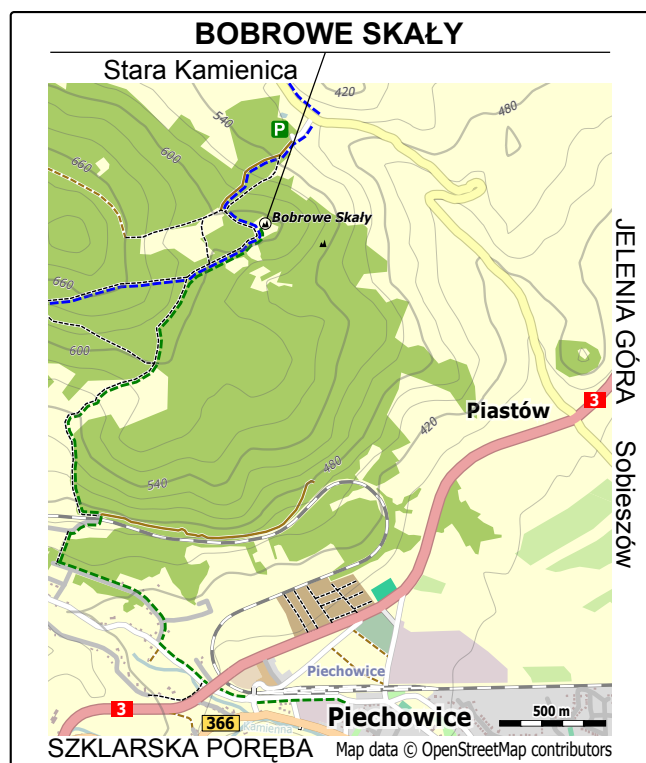 BOBROWE SKAŁY
Stara Kamienica
420
480
540
P
600
660
Bobrowe Skały
JELENIA GÓRA
660
600
3
Piastów
420
Sobieszów
480
540
Piechowice
3
366
Kamienna
Piechowice
500 m
SZKLARSKA PORĘBA
Map data © OpenStreetMap contributors